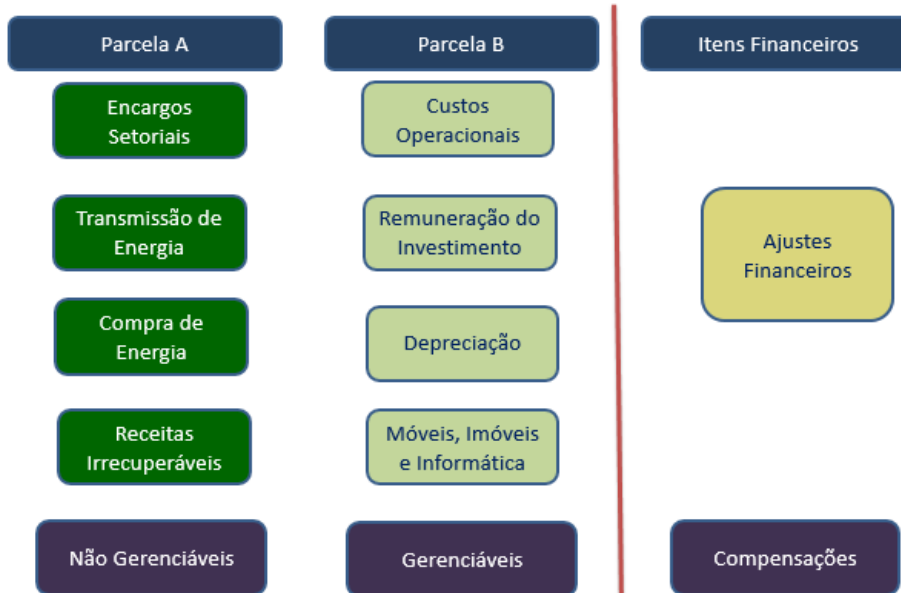 Parcela A
Parcela B
Itens Financeiros
Encargos
Setoriais
Custos
Operacionais
Transmissão de
Energia
Remuneração do
Investimento
Ajustes
Financeiros
Compra de
Energia
Depreciação
Receitas
Irrecuperáveis
Móveis, Imóveis
e Informática
Não Gerenciáveis
Gerenciáveis
Compensações